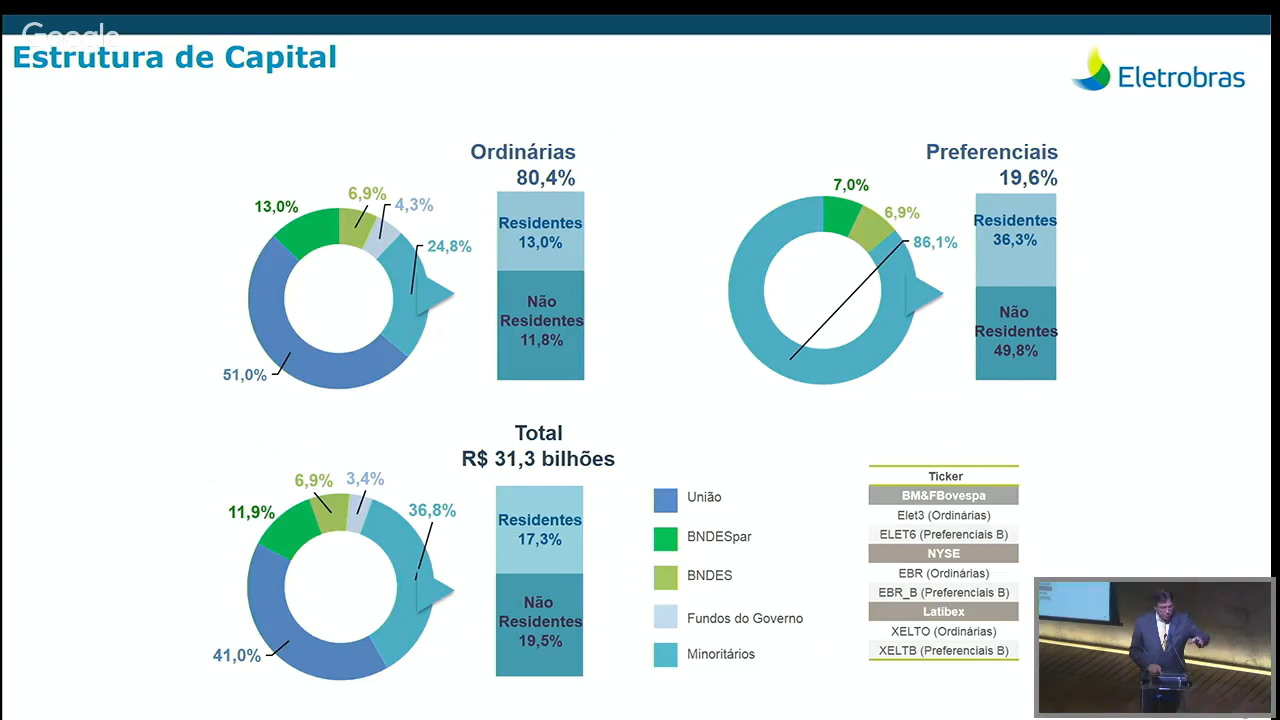 Google
Estrutura de Capital
Eletrobras
Ordinárias
80,4%
13,0%
6,9%
4,3%
24,8%
51,0%
Residentes
13,0%
Não
Residentes
11,8%
Preferenciais
19,6%
7,0%
6,9%
86,1%
Residentes
36,3%
Não
Residentes
49,8%
Total
R$ 31,3 bilhões
11,9%
6,9%
3,4%
36,8%
41,0%
Residentes
17,3%
Não
Residentes
19,5%
União
BNDESpar
BNDES
Fundos do Governo
Minoritários
Ticker
BM&FBovespa
Elet3 (Ordinárias)
ELET6 (Preferenciais B)
NYSE
EBR (Ordinárias)
EBR_B (Preferenciais B)
Latibex
XELTO (Ordinárias)
XELTB (Preferenciais B)